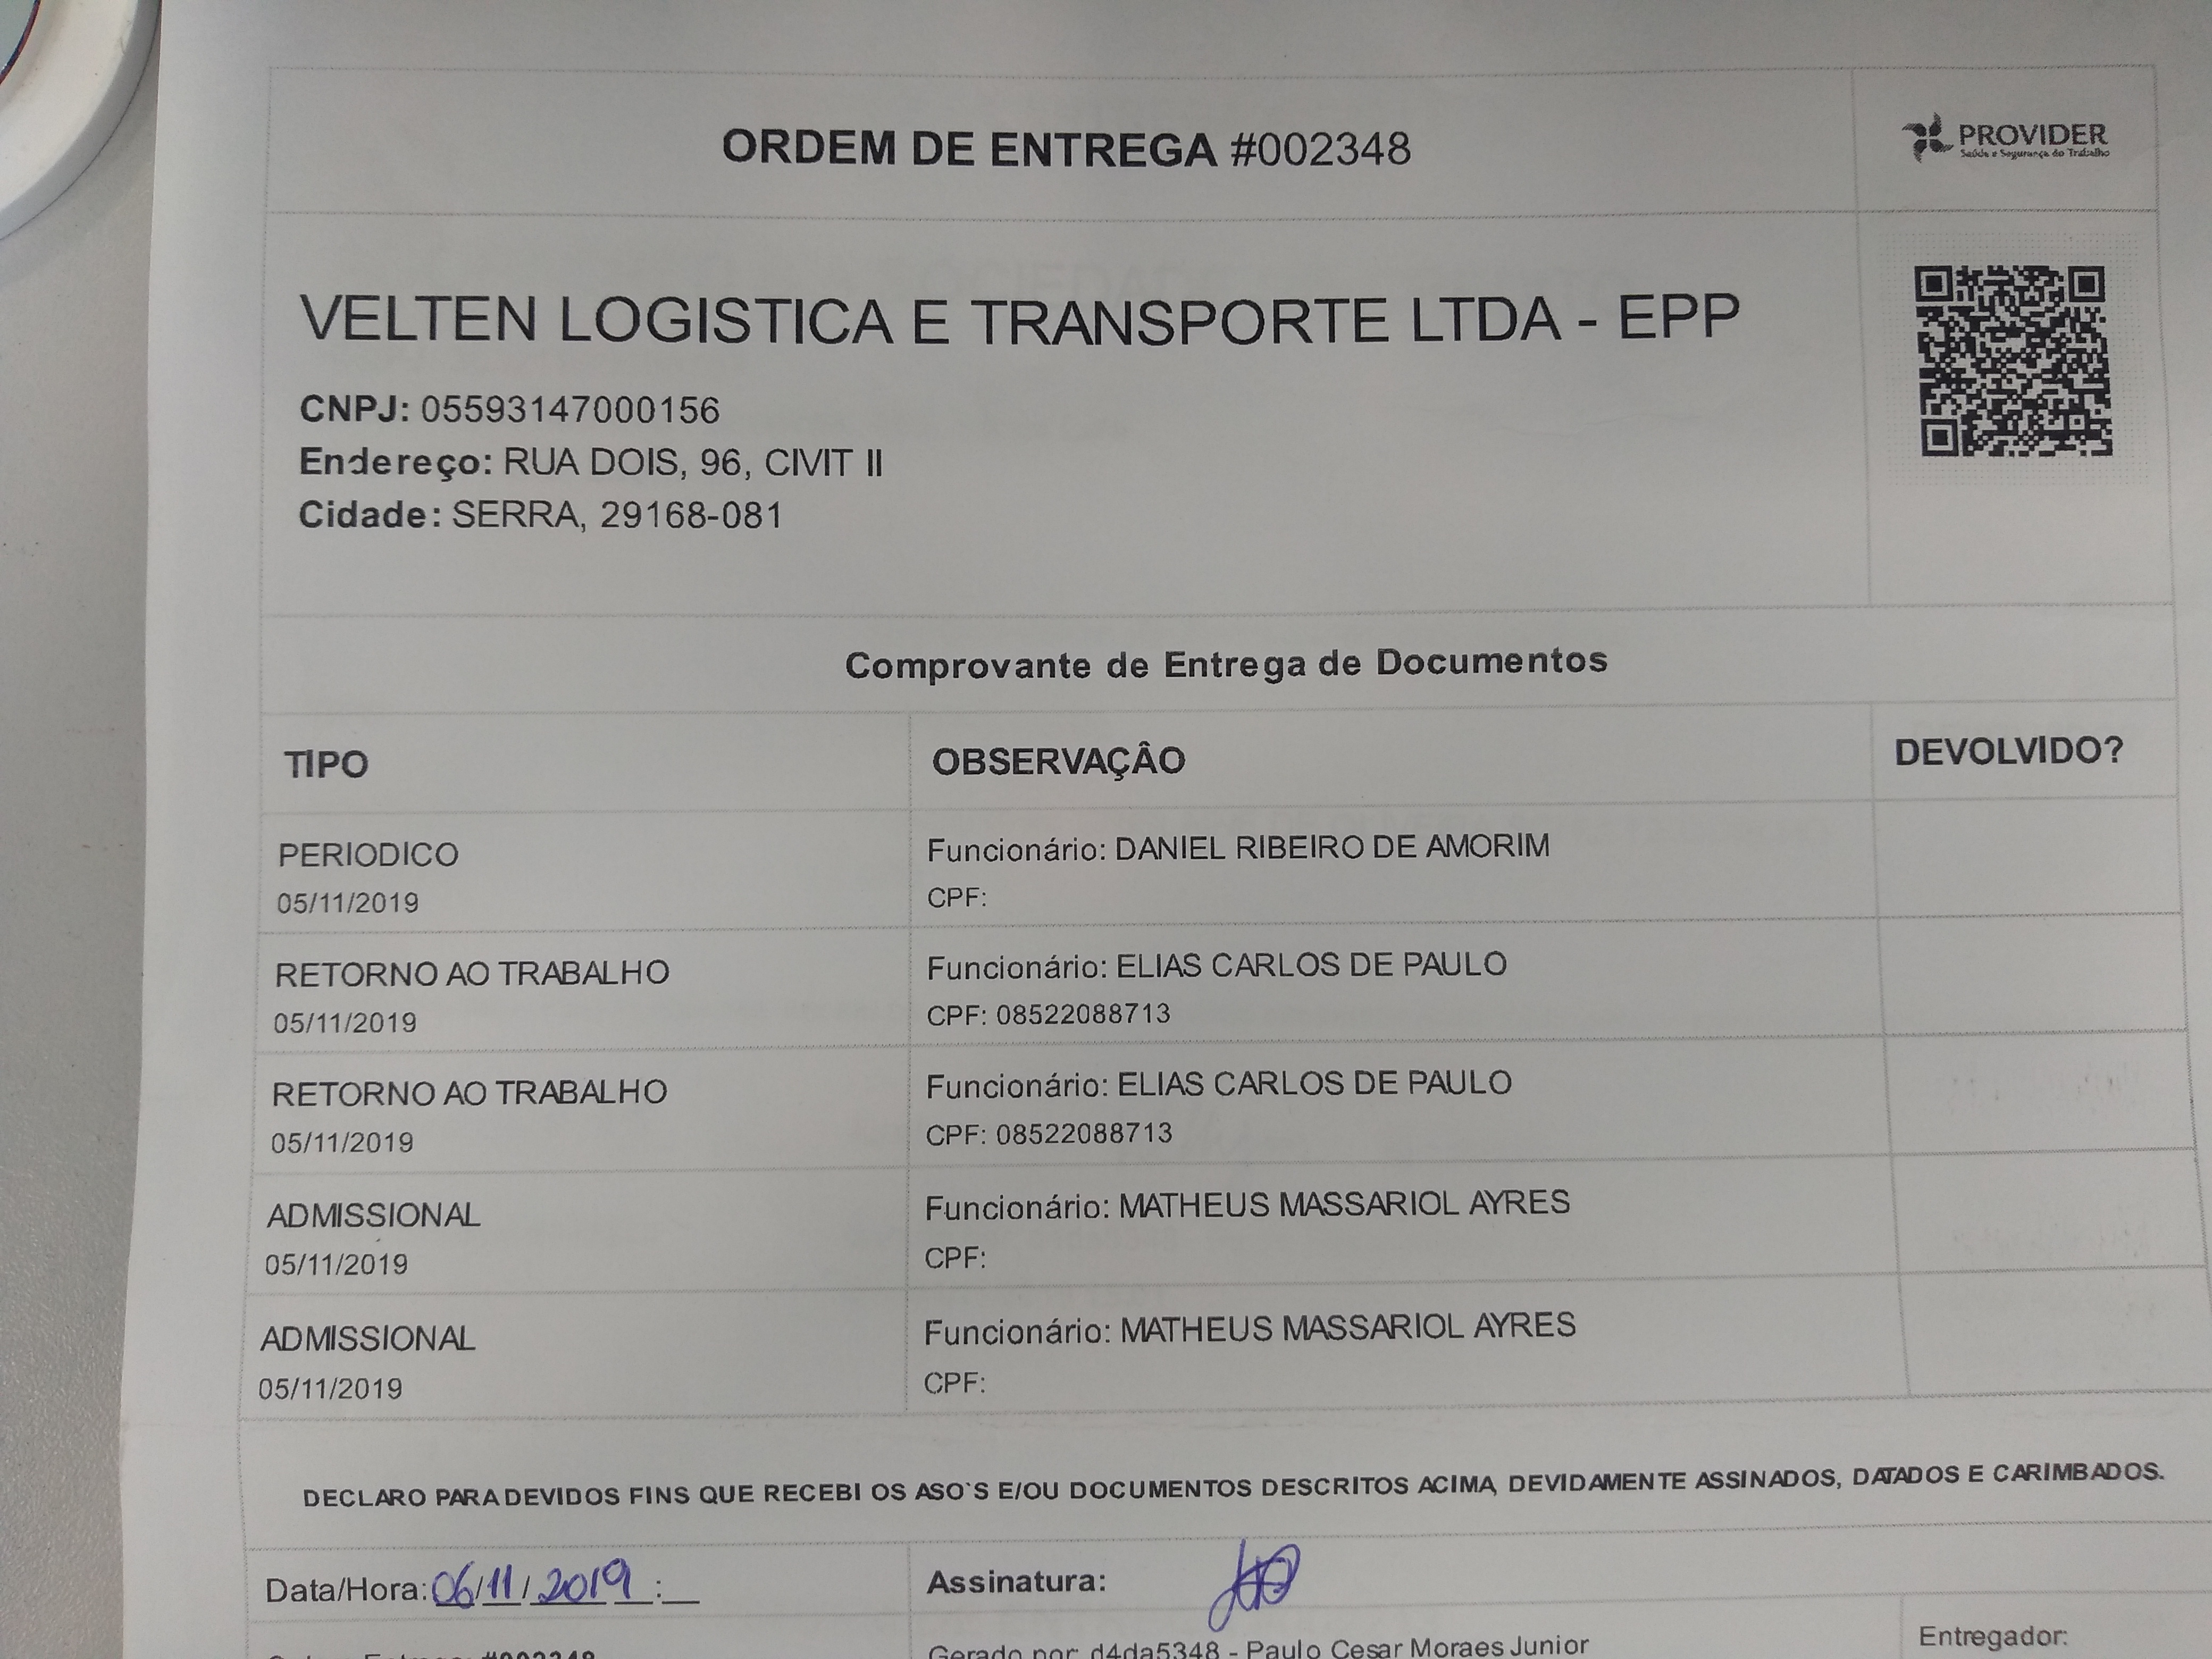 ORDEM DE ENTREGA #002348
PROVIDER
Saúde e Segurança do Trabalho
VELTEN LOGISTICA E TRANSPORTE LTDA - EPP
CNPJ: 05593147000156
Endereço: RUA DOIS, 96, CIVIT II
Cidade: SERRA, 29168-081
Comprovante de Entrega de Documentos
TIPO OBSERVAÇÂO DEVOLVIDO?
PERIODICO Funcionário: DANIEL RIBEIRO DE AMORIM
05/11/2019 CPF:
RETORNO AO TRABALHO Funcionário: ELIAS CARLOS DE PAULO
05/11/2019 CPF: 08522088713
RETORNO AO TRABALHO Funcionário: ELIAS CARLOS DE PAULO
05/11/2019 CPF: 08522088713
ADMISSIONAL Funcionário: MATHEUS MASSARIOL AYRES
05/11/2019 CPF:
ADMISSIONAL Funcionário: MATHEUS MASSARIOL AYRES
05/11/2019 CPF:
DECLARO PARA DEVIDOS FINS QUE RECEBI OS ASO`S E/OU DOCUMENTOS DESCRITOS ACIMA, DEVIDAMENTE ASSINADOS, DATADOS E CARIMBADOS.
Data/Hora: 06/11/2019 __:__ Assinatura:
#002348 Gerado por: d4da5348 - Paulo Cesar Moraes Junior Entregador: